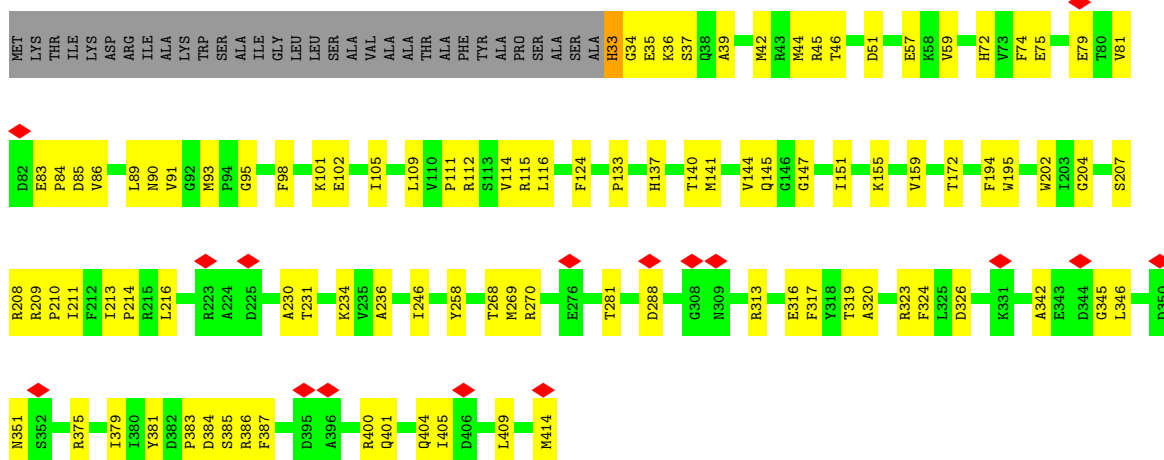 MET LYS THR ILE LYS ASP ARG ILE ALA LYS TRP SER ALA ILE GLY LEU LEU SER ALA VAL ALA ALA THR ALA PHE TYR ALA PRO SER ALA SER ALA H33 G34 E35 K36 S37 Q38 A39 M42 R43 M44 R45 T46 D51 E57 K58 V59 H72 V73 F74 E75 E79 T80 V81
D82 E83 P84 D85 V86 L89 N90 V91 G92 M93 P94 G95 F98 K101 E102 I105 L109 V110 P111 R112 S113 V114 R115 L116 F124 P133 H137 T140 M141 V144 Q145 G146 G147 I151 K155 V159 T172 F194 W195 W202 I203 G204 S207
R208 R209 P210 I211 F212 I213 P214 R215 L216 R223 A224 D225 A230 T231 K234 V235 A236 I246 Y258 T268 M269 R270 E276 T281 D288 G308 N309 R313 E316 F317 Y318 T319 A320 R323 F324 L325 D326 K331 A342 E343 D344 G345 L346 D350
N351 S352 R375 I379 I380 Y381 D382 P383 D384 S385 R386 F387 D395 A396 R400 Q401 Q404 I405 D406 L409 M414